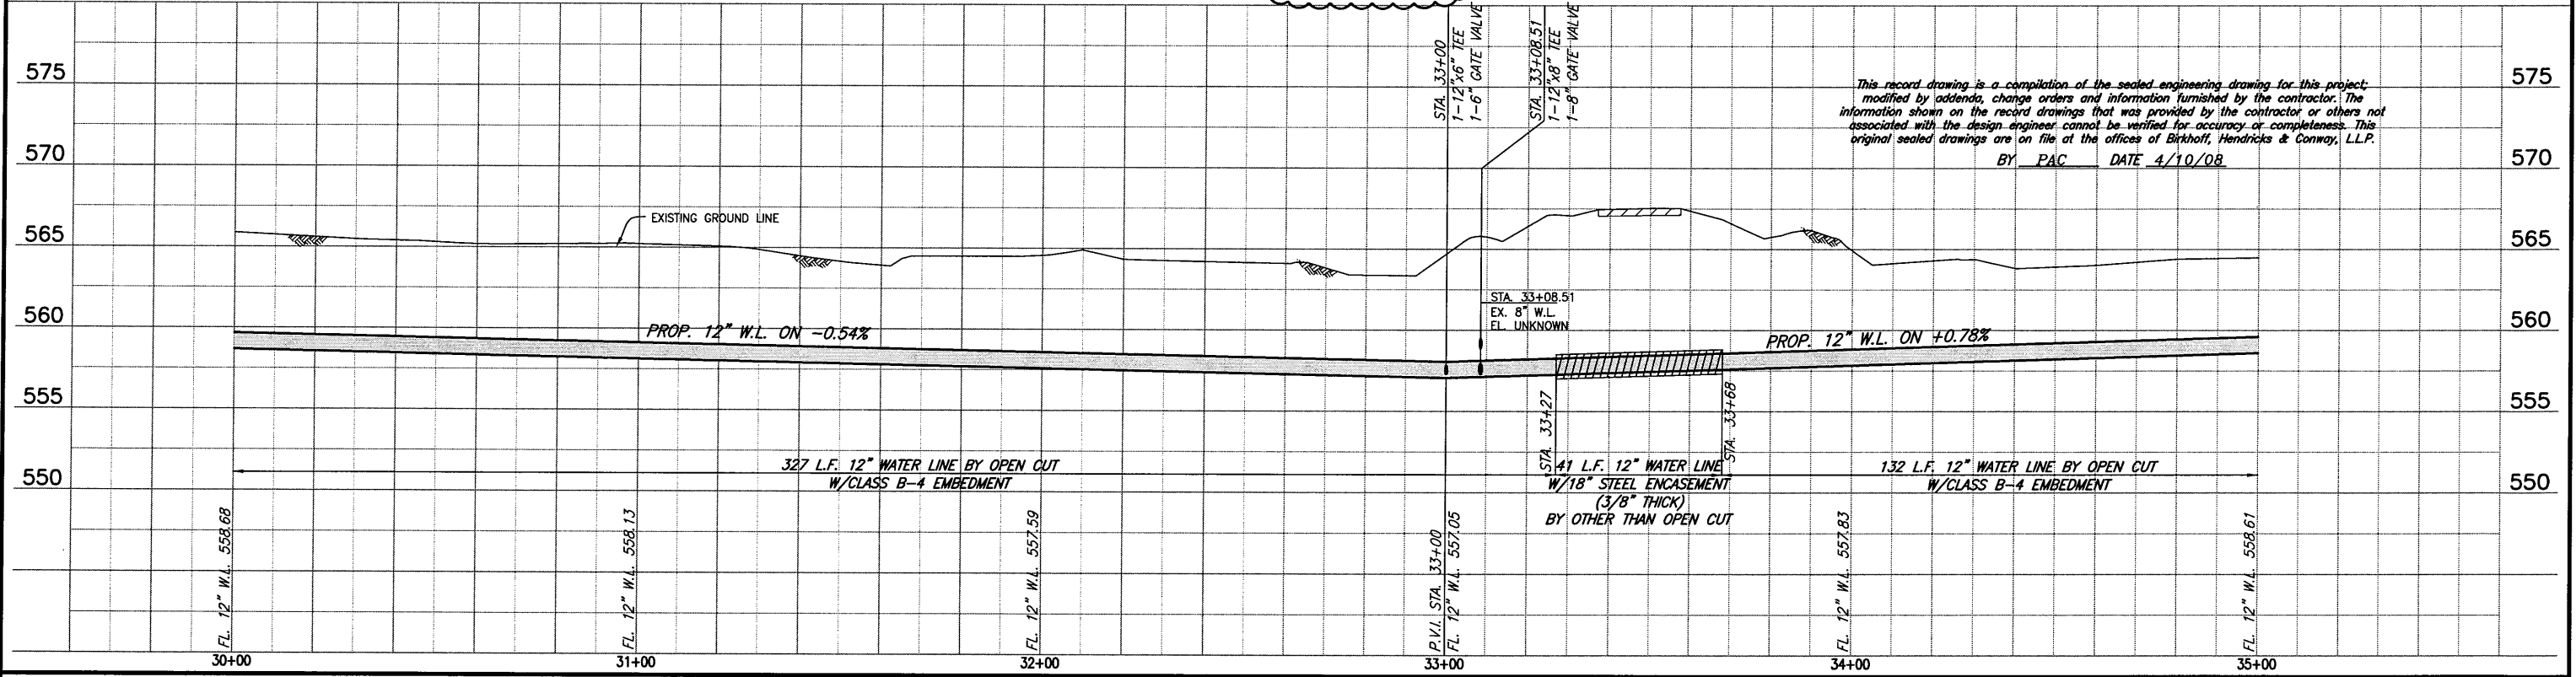 STA. 33+00
1-12"x6" TEE
1-6" GATE VALVE
STA. 33+08.51
1-12"x8" TEE
1-8" GATE VALVE
575
575
This record drawing is a compilation of the sealed engineering drawing for this project;
modified by addenda, change orders and information furnished by the contractor. The
information shown on the record drawings that was provided by the contractor or others not
associated with the design engineer cannot be verified for accuracy or completeness. This
original sealed drawings are on file at the offices of Birkhoff, Hendricks & Conway, L.L.P.
BY PAC DATE 4/10/08
570
570
EXISTING GROUND LINE
565
565
STA. 33+08.51
EX. 8" W.L.
EL. UNKNOWN
560
560
PROP. 12" W.L. ON -0.54%
PROP. 12" W.L. ON +0.78%
555
555
STA. 33+27
STA. 33+68
327 L.F. 12" WATER LINE BY OPEN CUT
W/CLASS B-4 EMBEDMENT
41 L.F. 12" WATER LINE
W/18" STEEL ENCASEMENT
(3/8" THICK)
BY OTHER THAN OPEN CUT
132 L.F. 12" WATER LINE BY OPEN CUT
W/CLASS B-4 EMBEDMENT
550
550
FL. 12" W.L. 558.68
FL. 12" W.L. 558.13
FL. 12" W.L. 557.59
P.V.I. STA. 33+00
FL. 12" W.L. 557.05
FL. 12" W.L. 557.83
FL. 12" W.L. 558.61
30+00
31+00
32+00
33+00
34+00
35+00